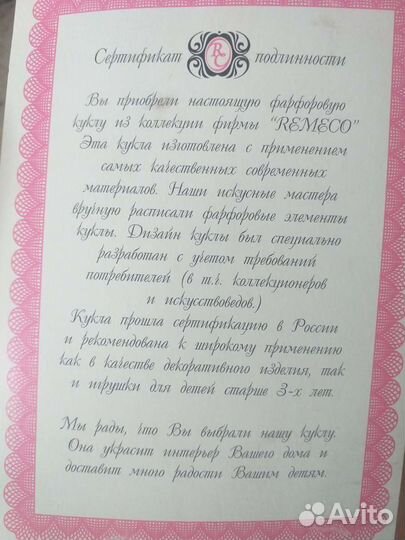 Сертификат RC подлинности
Вы приобрели настоящую фарфоровую
куклу из коллекции фирмы "REMECO"
Эта кукла изготовлена с применением
самых качественных современных
материалов. Наши искусные мастера
вручную расписали фарфоровые элементы
куклы. Дизайн куклы был специально
разработан с учетом требований
потребителей (в т.ч. коллекционеров
и искусствоведов.)
Кукла прошла сертификацию в России
и рекомендована к широкому применению
как в качестве декоративного изделия, так
и игрушки для детей старше 3-х лет.
Мы рады, что Вы выбрали нашу куклу.
Она украсит интерьер Вашего дома и
доставит много радости Вашим детям.
Avito